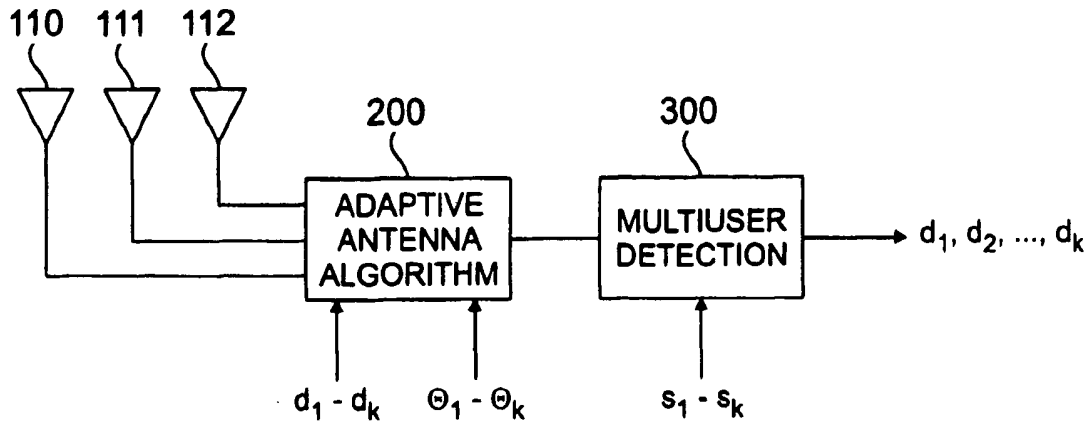 110 111 112
200
300
ADAPTIVE
ANTENNA
ALGORITHM
MULTIUSER
DETECTION
d₁, d₂, ..., dₖ
d₁ - dₖ
Θ₁ - Θₖ
s₁ - sₖ